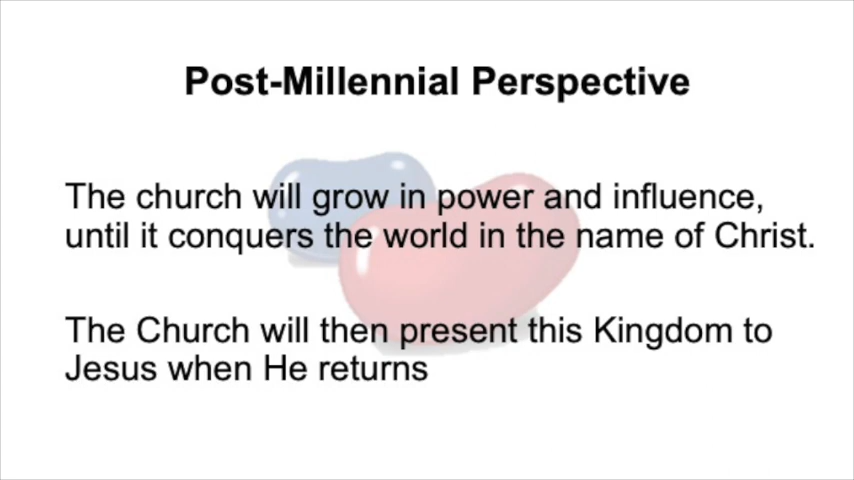 Post-Millennial Perspective
The church will grow in power and influence,
until it conquers the world in the name of Christ.
The Church will then present this Kingdom to
Jesus when He returns